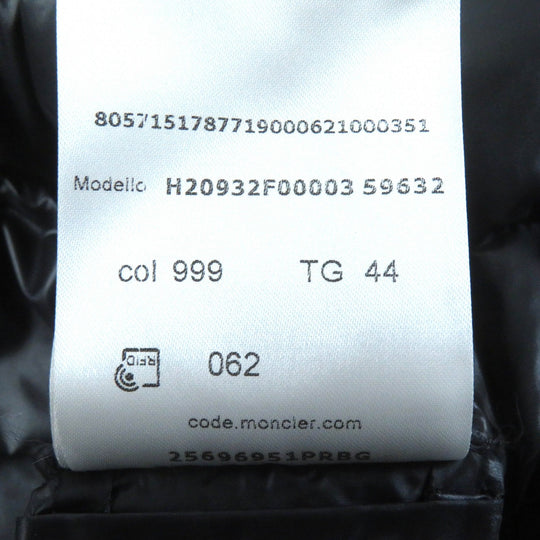 8057151787719000621000351
Modello H20932F00003 59632
col 999 TG 44
RFID 062
code.moncler.com
25696951PRBG